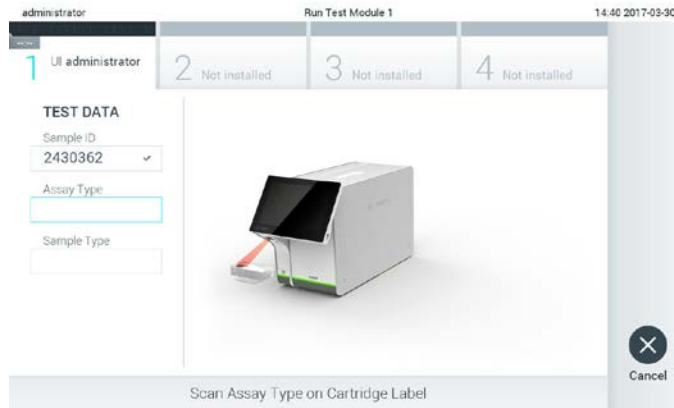 administrator
Run Test Module 1
14:40 2017-03-30
1 UI administrator
2 Not installed
3 Not installed
4 Not installed
TEST DATA
Sample ID
2430362
Assay Type
Sample Type
Scan Assay Type on Cartridge Label
Cancel